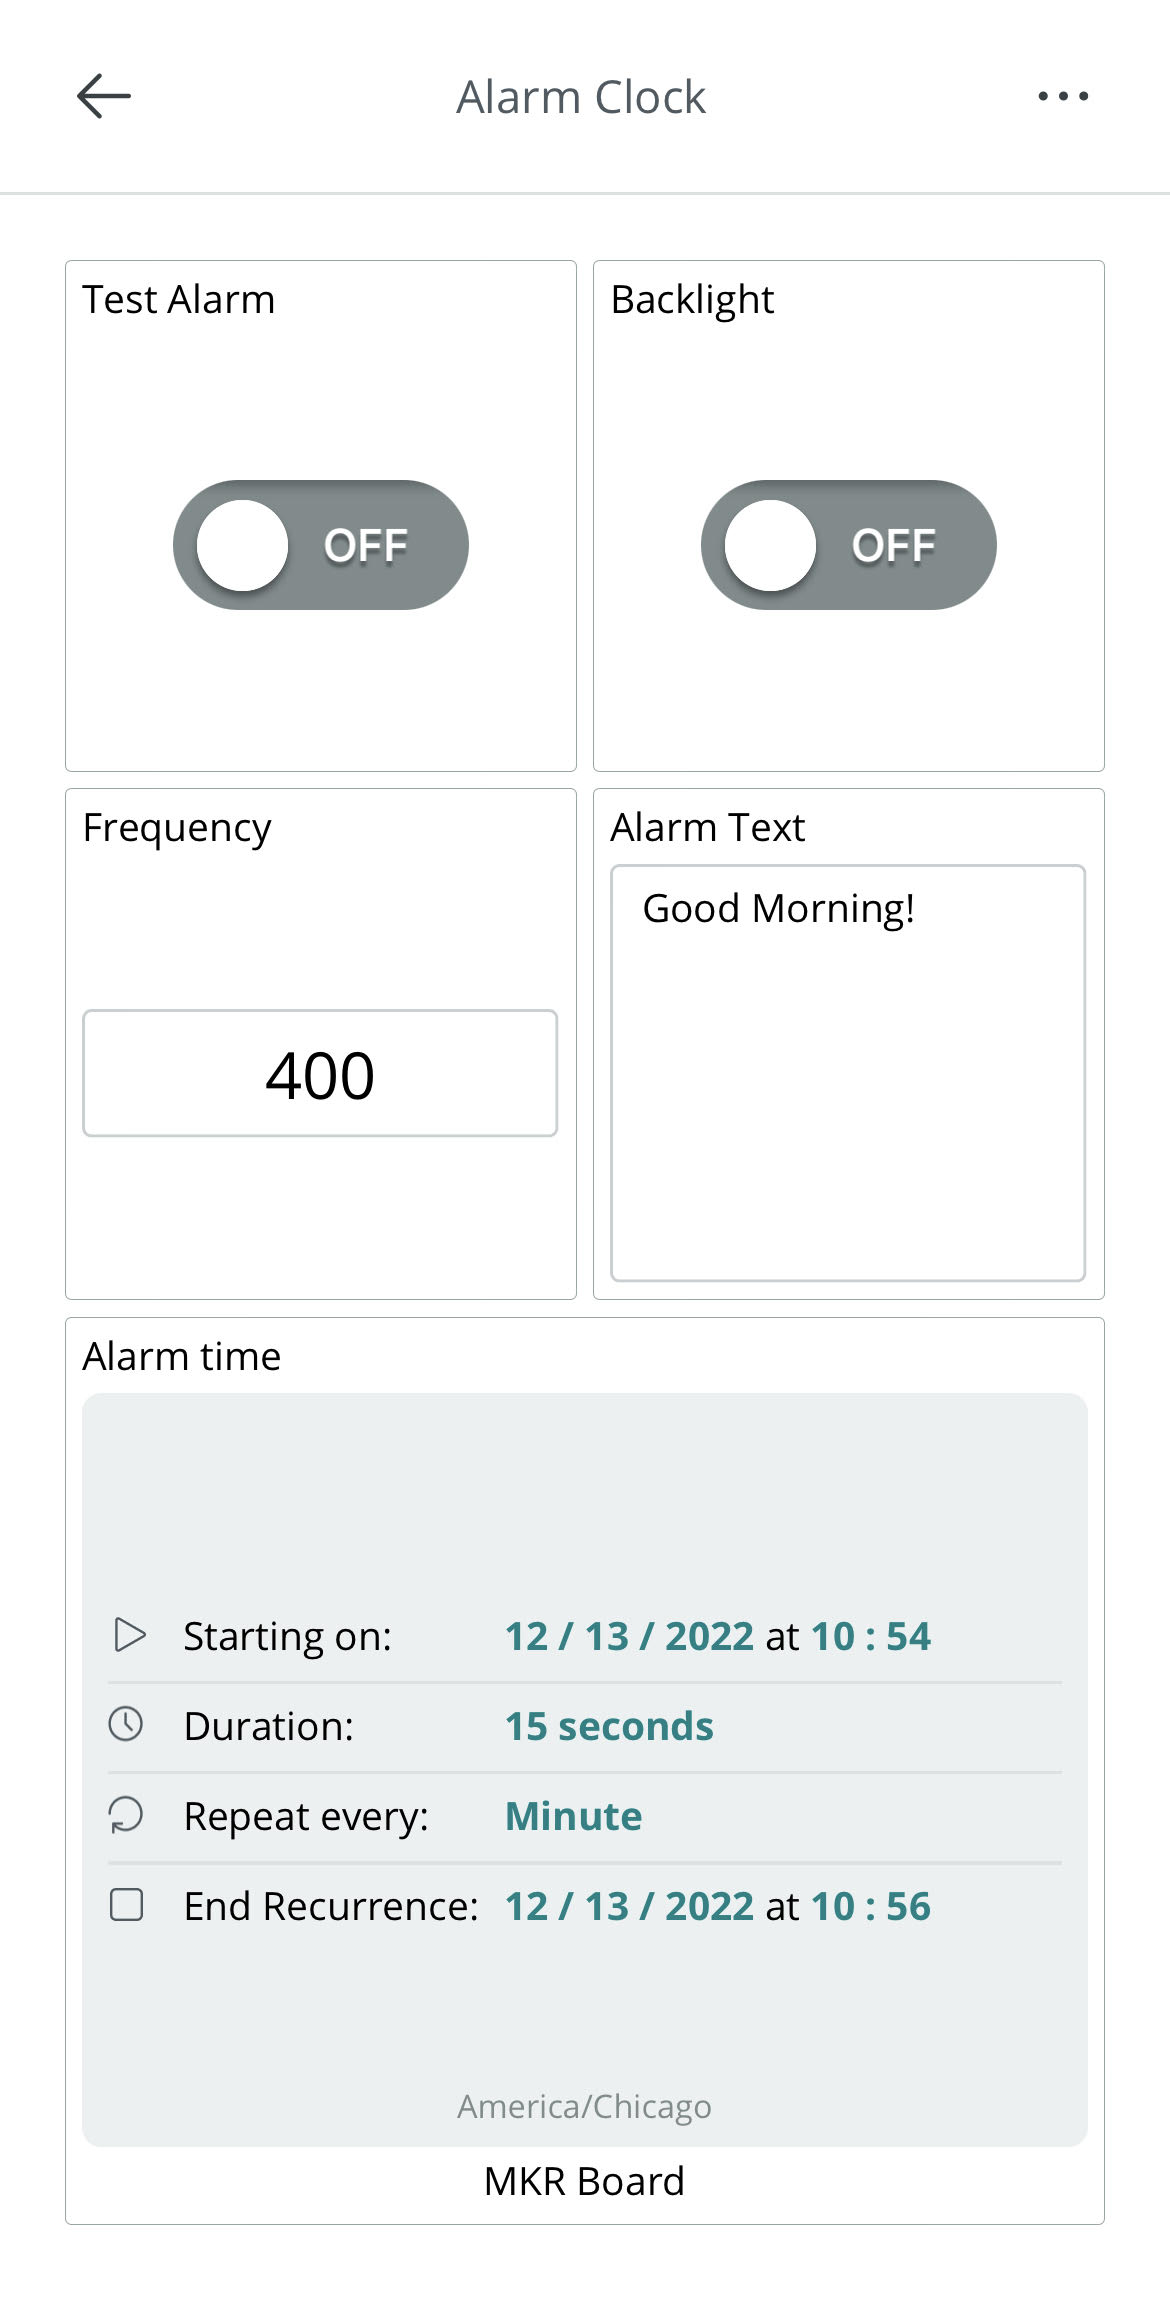 Alarm Clock
Test Alarm
Backlight
OFF
OFF
Frequency
Alarm Text
Good Morning!
400
Alarm time
Starting on: 12 / 13 / 2022 at 10 : 54
Duration: 15 seconds
Repeat every: Minute
End Recurrence: 12 / 13 / 2022 at 10 : 56
America/Chicago
MKR Board